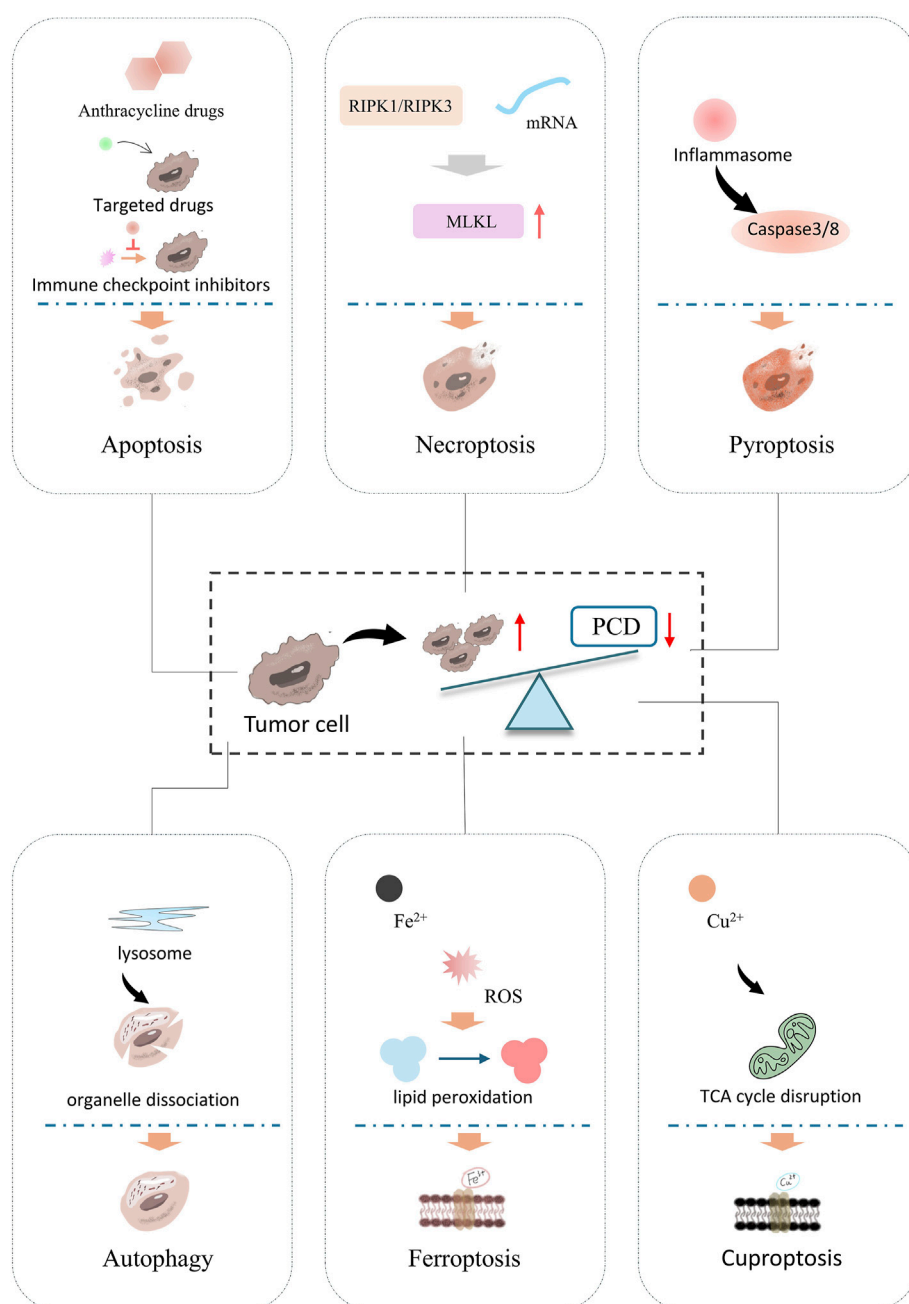 Anthracycline drugs
Targeted drugs
Immune checkpoint inhibitors
Apoptosis
RIPK1/RIPK3
mRNA
MLKL
Necroptosis
Inflammasome
Caspase3/8
Pyroptosis
PCD
Tumor cell
lysosome
organelle dissociation
Autophagy
Fe²⁺
ROS
lipid peroxidation
Ferroptosis
Cu²⁺
TCA cycle disruption
Cu²⁺
Cuproptosis